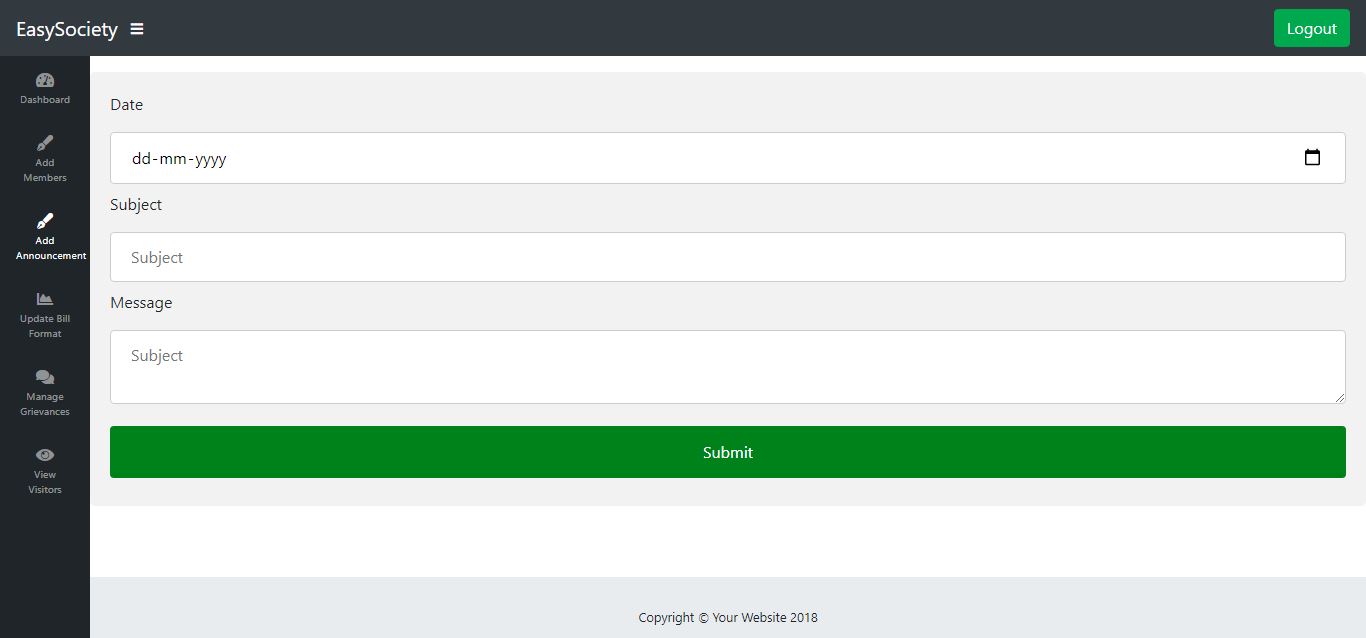 EasySociety
Logout
Dashboard
Add
Members
Add
Announcement
Update Bill
Format
Manage
Grievances
View
Visitors
Date
dd-mm-yyyy
Subject
Subject
Message
Subject
Submit
Copyright © Your Website 2018